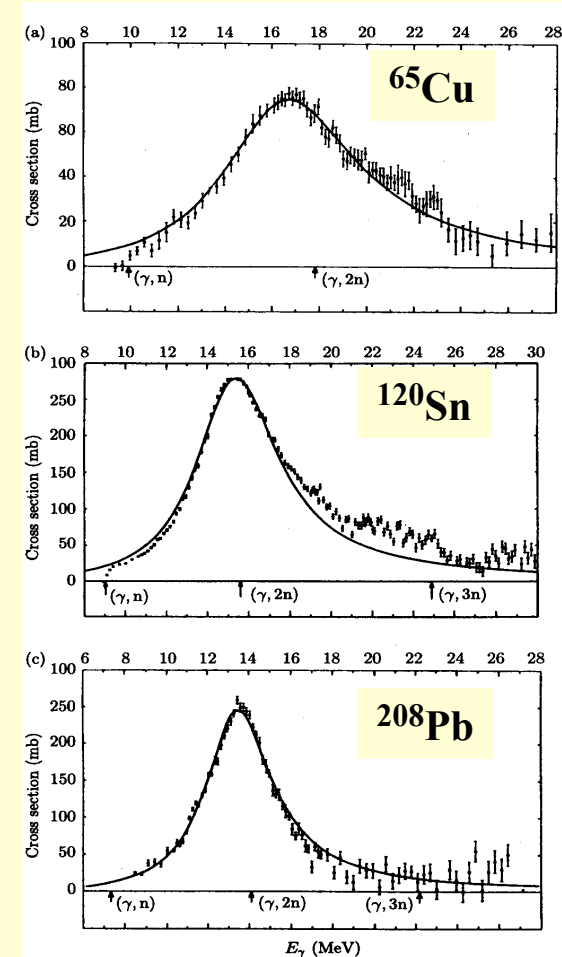 (a) 8 10 12 14 16 18 20 22 24 26 28
100
65Cu
80
80
40
20
0
Cross section (mb)
(γ, n) (γ, 2n)
(b) 8 10 12 14 16 18 20 22 24 26 28 30
100
120Sn
250
200
150
100
50
0
Cross section (mb)
(γ, n) (γ, 2n) (γ, 3n)
(c) 6 8 10 12 14 16 18 20 22 24 26 28
100
208Pb
250
200
150
100
50
0
Cross section (mb)
(γ, n) (γ, 2n) (γ, 3n)
Eγ (MeV)